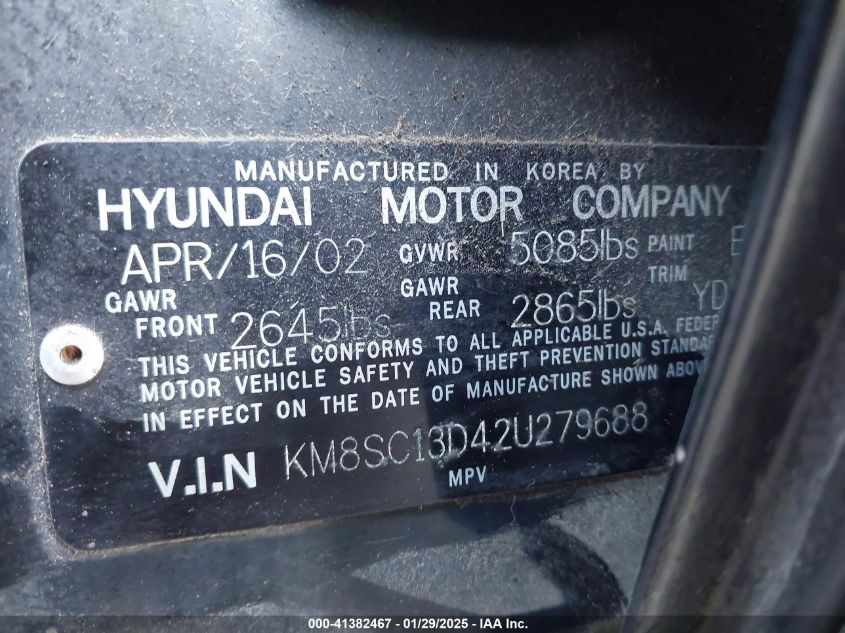 MANUFACTURED IN KOREA BY
HYUNDAI MOTOR COMPANY
APR/16/02 GVWR 5085lbs PAINT
GAWR FRONT 2645lbs GAWR REAR 2865lbs TRIM YD
THIS VEHICLE CONFORMS TO ALL APPLICABLE U.S.A.
MOTOR VEHICLE SAFETY AND THEFT PREVENTION
IN EFFECT ON THE DATE OF MANUFACTURE SHOWN
V.I.N KM8SC13D42U279688
MPV
000-41382467 - 01/29/2025 - IAA Inc.